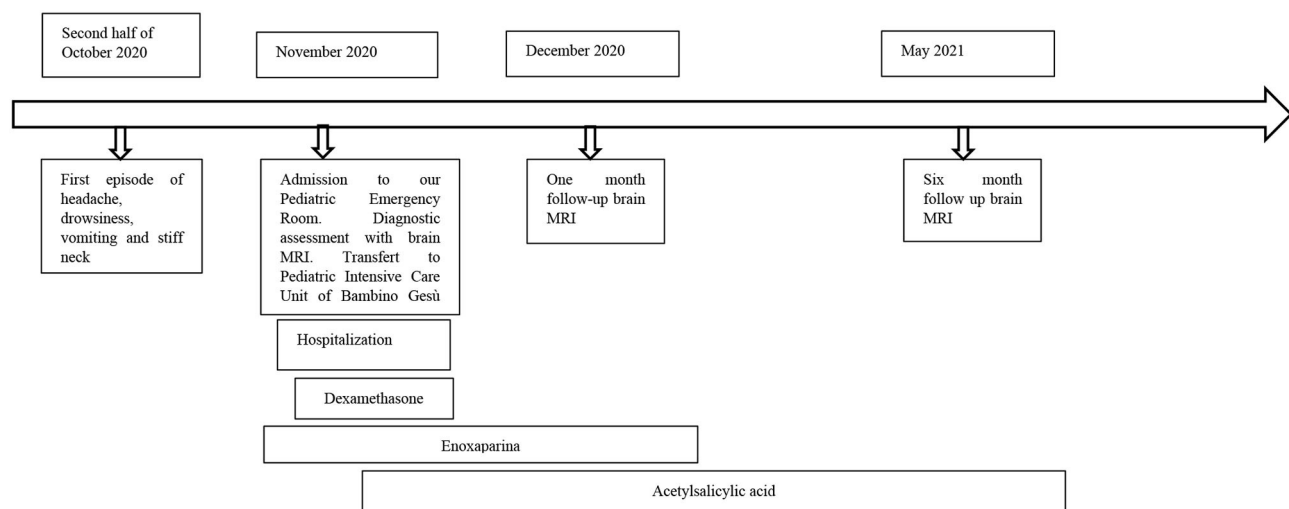 Second half of
October 2020
November 2020
December 2020
May 2021
First episode of
headache,
drowsiness,
vomiting and stiff
neck
Admission to our
Pediatric Emergency
Room. Diagnostic
assessment with brain
MRI. Transfert to
Pediatric Intensive Care
Unit of Bambino Gesù
One month
follow-up brain
MRI
Six month
follow up brain
MRI
Hospitalization
Dexamethasone
Enoxaparina
Acetylsalicylic acid